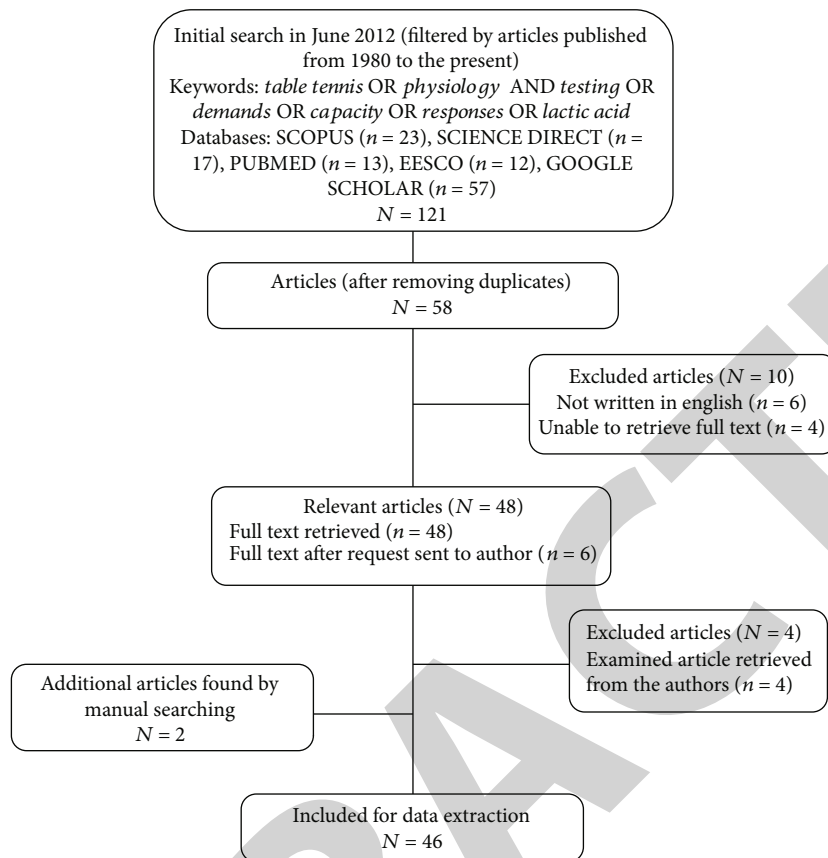 Initial search in June 2012 (filtered by articles published
from 1980 to the present)
Keywords: table tennis OR physiology AND testing OR
demands OR capacity OR responses OR lactic acid
Databases: SCOPUS (n = 23), SCIENCE DIRECT (n =
17), PUBMED (n = 13), EESCO (n = 12), GOOGLE
SCHOLAR (n = 57)
N = 121
Articles (after removing duplicates)
N = 58
Excluded articles (N = 10)
Not written in english (n = 6)
Unable to retrieve full text (n = 4)
Relevant articles (N = 48)
Full text retrieved (n = 48)
Full text after request sent to author (n = 6)
Excluded articles (N = 4)
Examined article retrieved
from the authors (n = 4)
Additional articles found by
manual searching
N = 2
Included for data extraction
N = 46